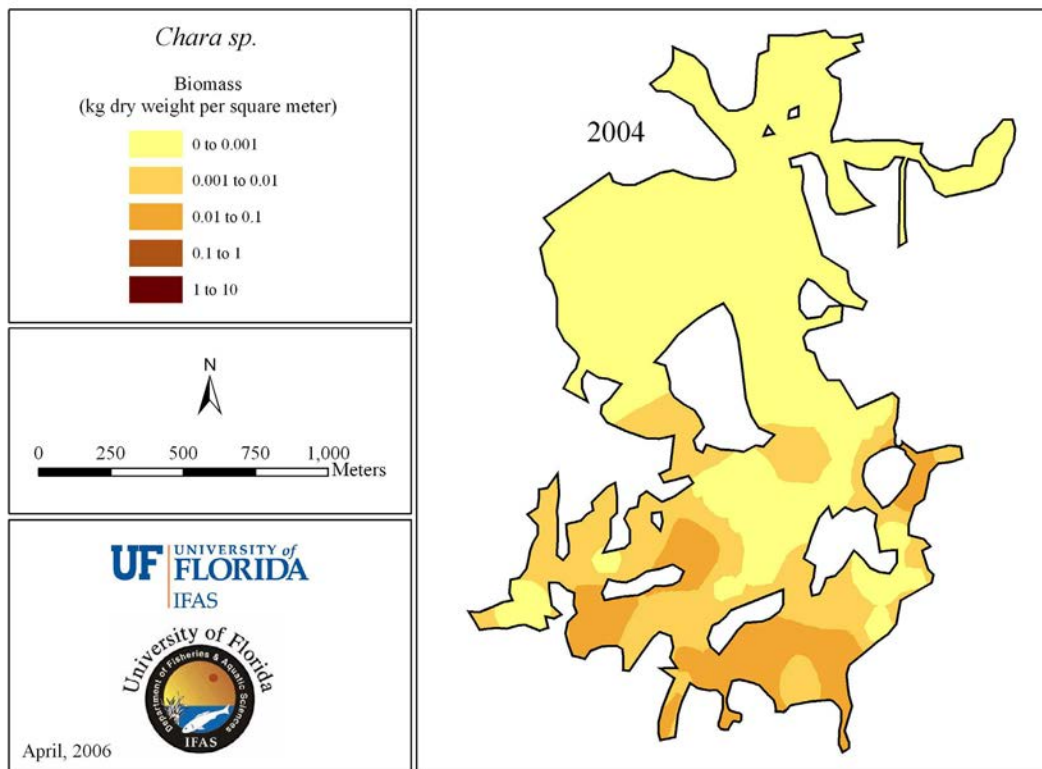 Chara sp.
Biomass
(kg dry weight per square meter)
0 to 0.001
0.001 to 0.01
0.01 to 0.1
0.1 to 1
1 to 10
N
0 250 500 750 1,000
Meters
UF UNIVERSITY of
FLORIDA
IFAS
University of Florida
Department of Fisheries & Aquatic Sciences
IFAS
April, 2006
2004